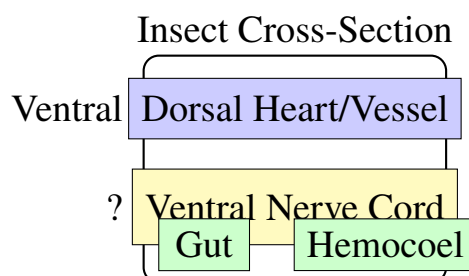 Insect Cross-Section
Ventral Dorsal Heart/Vessel
? Ventral Nerve Cord
Gut Hemocoel